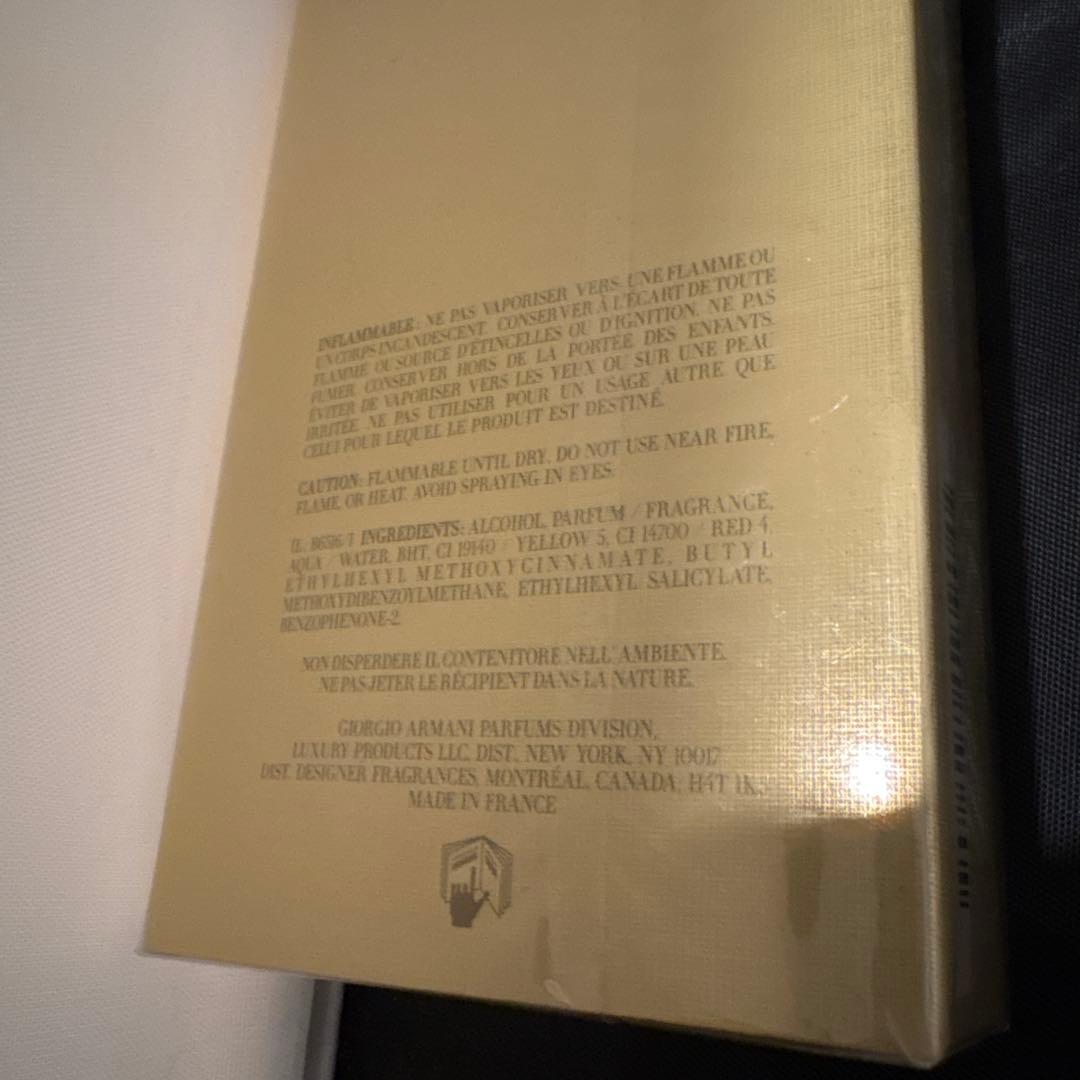 INFLAMMABLE: NE PAS VAPORISER VERS UNE FLAMME OU
UN CORPS INCANDESCENT. CONSERVER À L'ÉCART DE TOUTE
FLAMME OU SOURCE D'ÉTINCELLES OU D'IGNITION. NE PAS
FUMER. CONSERVER HORS DE LA PORTÉE DES ENFANTS.
ÉVITER DE VAPORISER VERS LES YEUX OU SUR UNE PEAU
IRRITÉE. NE PAS UTILISER POUR UN USAGE AUTRE QUE
CELUI POUR LEQUEL LE PRODUIT EST DESTINÉ.
CAUTION: FLAMMABLE UNTIL DRY. DO NOT USE NEAR FIRE,
FLAME, OR HEAT. AVOID SPRAYING IN EYES.
INGREDIENTS: ALCOHOL, PARFUM / FRAGRANCE,
AQUA / WATER, BHT, CI 19140 / YELLOW 5, CI 14700 / RED 4,
ETHYLHEXYL METHOXYCINNAMATE, BUTYL
METHOXYDIBENZOYLMETHANE, ETHYLHEXYL SALICYLATE,
BENZOPHENONE-2.
NON DISPERDERE IL CONTENITORE NELL'AMBIENTE.
NE PAS JETER LE RÉCIPIENT DANS LA NATURE.
GIORGIO ARMANI PARFUMS DIVISION,
LUXURY PRODUCTS LLC, DIST. NEW YORK, NY 10017
DIST. DESIGNER FRAGRANCES, MONTRÉAL, CANADA, H4T
MADE IN FRANCE